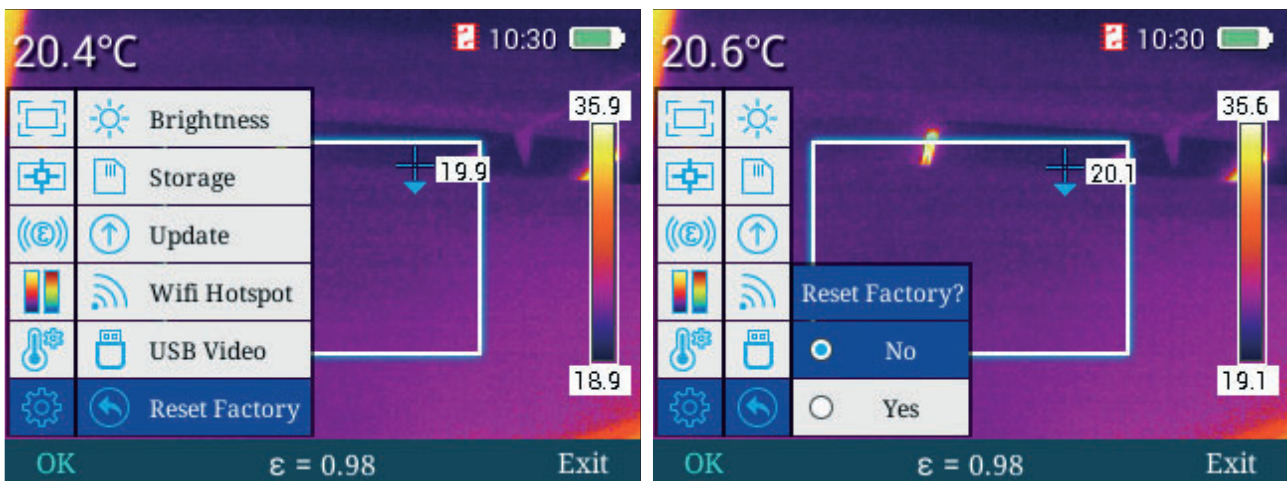 20.4°C
10:30
35.9
Brightness
19.9
Storage
((ε))
Update
Wifi Hotspot
USB Video
18.9
Reset Factory
OK
ε = 0.98
Exit
20.6°C
10:30
35.6
20.1
((ε))
Reset Factory?
No
19.1
Yes
OK
ε = 0.98
Exit